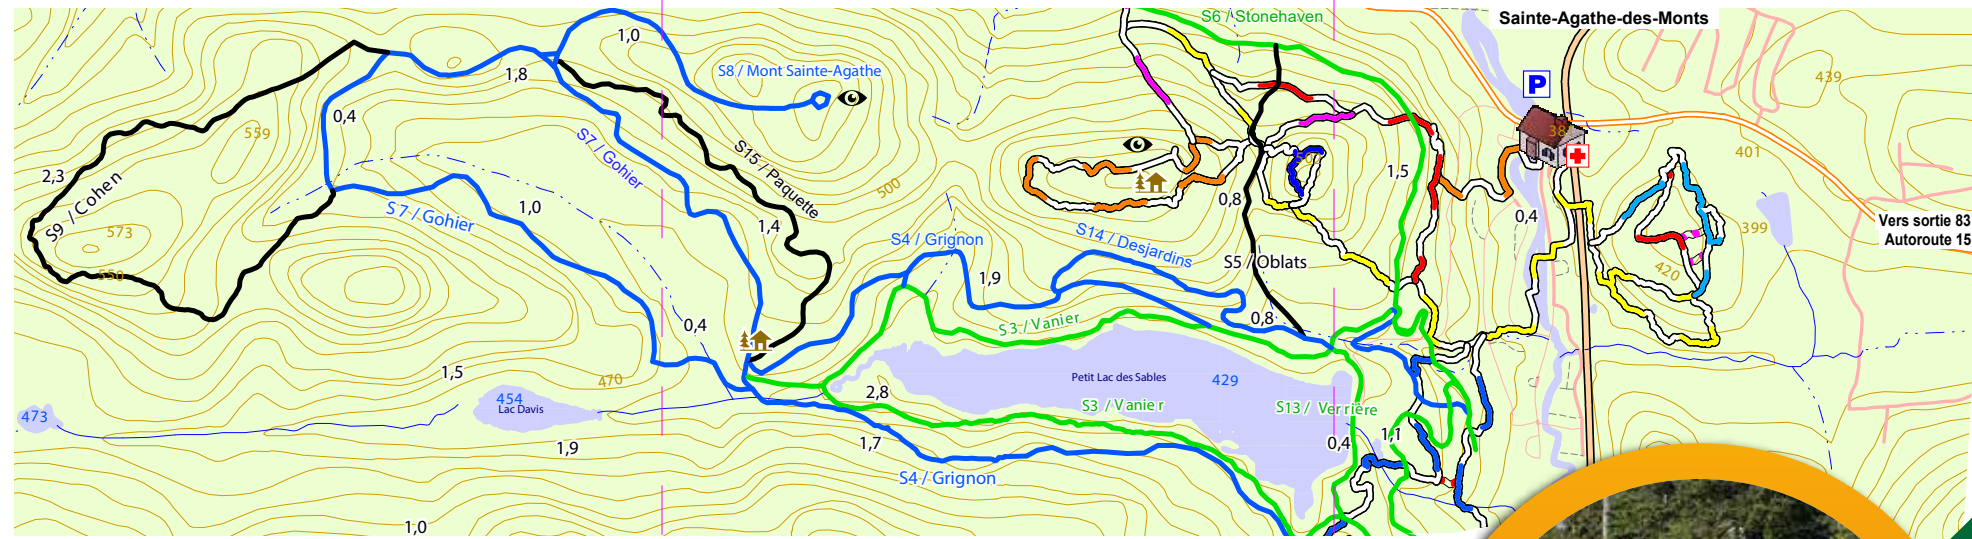 S6 / Stonehaven
Sainte-Agathe-des-Monts
1,0
S8 / Mont Sainte-Agathe
1,8
439
P
0,4
559
38
401
S7 / Gohier
S15 / Paquette
2,3
S9 / Cohen
500
1,5
0,8
S7 / Gohier
1,0
1,4
573
550
S4 / Grignon
S14 / Desjardins
0,4
399
Vers sortie 83
Autoroute 15
S5 / Oblats
1,9
420
0,4
S3 / Vanier
0,8
1,5
470
Petit Lac des Sables
429
2,8
454
Lac Davis
473
S3 / Vanier
S13 / Verrière
1,7
1,9
0,4
1,1
S4 / Grignon
1,0